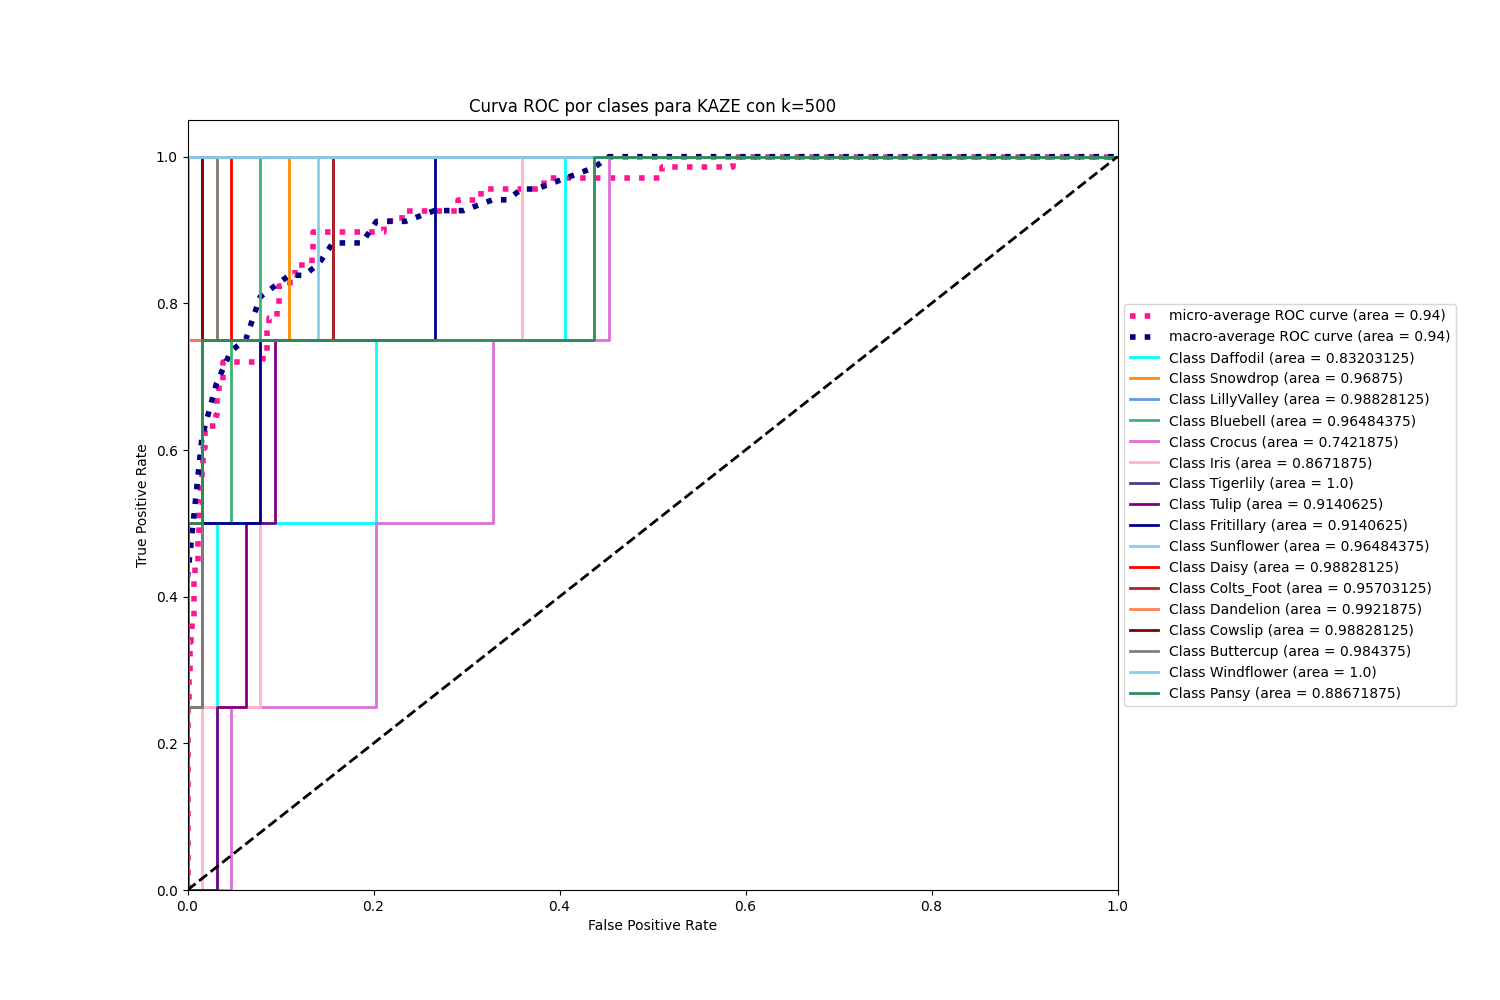 Curva ROC por clases para KAZE con k=500
True Positive Rate
1.0
0.8
0.6
0.4
0.2
0.0
0.0 0.2 0.4 0.6 0.8 1.0
False Positive Rate
micro-average ROC curve (area = 0.94)
macro-average ROC curve (area = 0.94)
Class Daffodil (area = 0.83203125)
Class Snowdrop (area = 0.96875)
Class LillyValley (area = 0.98828125)
Class Bluebell (area = 0.96484375)
Class Crocus (area = 0.7421875)
Class Iris (area = 0.8671875)
Class Tigerlily (area = 1.0)
Class Tulip (area = 0.9140625)
Class Fritillary (area = 0.9140625)
Class Sunflower (area = 0.96484375)
Class Daisy (area = 0.98828125)
Class Colts_Foot (area = 0.95703125)
Class Dandelion (area = 0.9921875)
Class Cowslip (area = 0.98828125)
Class Buttercup (area = 0.984375)
Class Windflower (area = 1.0)
Class Pansy (area = 0.88671875)